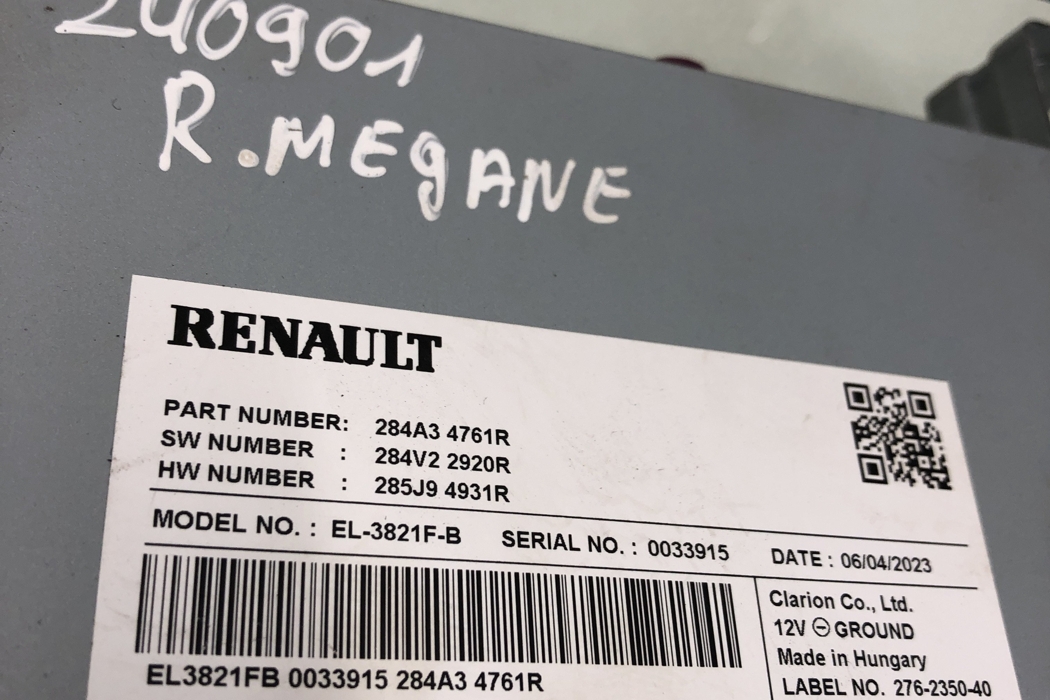 240901
R.MEGANE
RENAULT
PART NUMBER: 284A3 4761R
SW NUMBER : 284V2 2920R
HW NUMBER : 285J9 4931R
MODEL NO. : EL-3821F-B SERIAL NO. : 0033915 DATE : 06/04/2023
Clarion Co., Ltd.
12V ⊖ GROUND
Made in Hungary
LABEL NO. 276-2350-40
EL3821FB 0033915 284A3 4761R